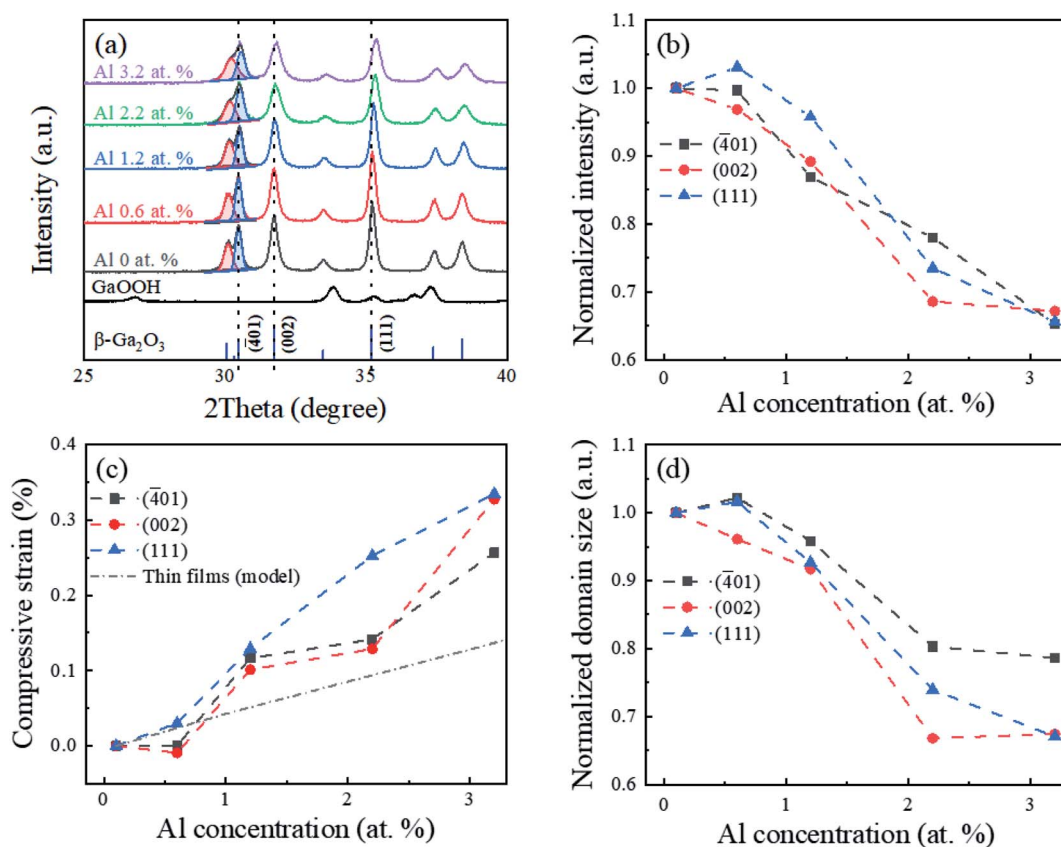 (a)
Al 3.2 at. %
Al 2.2 at. %
Al 1.2 at. %
Al 0.6 at. %
Al 0 at. %
GaOOH
β-Ga₂O₃
(4̅01)
(002)
(111)
25 30 35 40
2Theta (degree)
Intensity (a.u.)
(b)
1.1
1.0
0.9
0.8
0.7
0.6
(4̅01)
(002)
(111)
0 1 2 3
Al concentration (at. %)
Normalized intensity (a.u.)
(c)
0.4
0.3
0.2
0.1
0.0
(4̅01)
(002)
(111)
Thin films (model)
0 1 2 3
Al concentration (at. %)
Compressive strain (%)
(d)
1.1
1.0
0.9
0.8
0.7
0.6
(4̅01)
(002)
(111)
0 1 2 3
Al concentration (at. %)
Normalized domain size (a.u.)